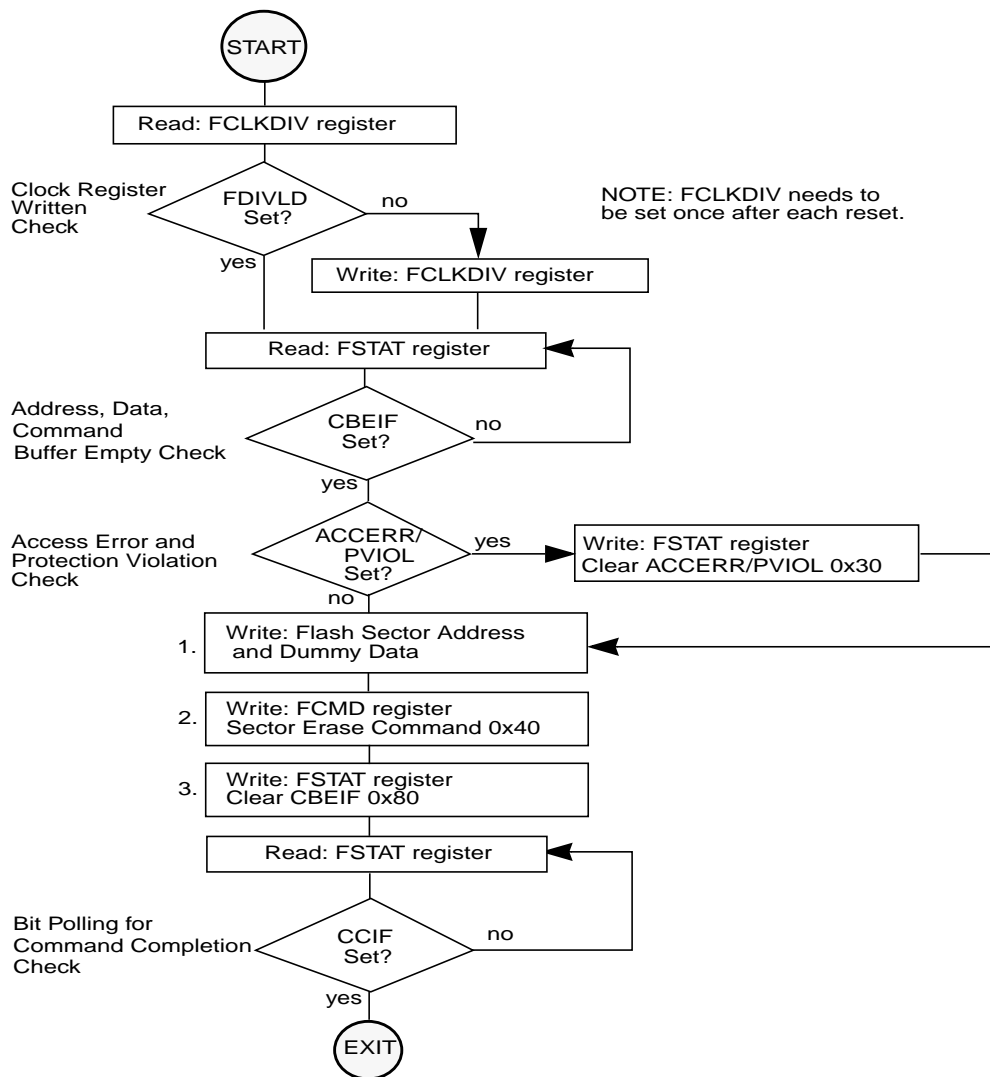 START
Read: FCLKDIV register
Clock Register
Written
Check
FDIVLD
Set?
no
yes
NOTE: FCLKDIV needs to
be set once after each reset.
Write: FCLKDIV register
Read: FSTAT register
Address, Data,
Command
Buffer Empty Check
CBEIF
Set?
no
yes
Access Error and
Protection Violation
Check
ACCERR/
PVIOL
Set?
yes
no
Write: FSTAT register
Clear ACCERR/PVIOL 0x30
1.
Write: Flash Sector Address
and Dummy Data
2.
Write: FCMD register
Sector Erase Command 0x40
3.
Write: FSTAT register
Clear CBEIF 0x80
Read: FSTAT register
Bit Polling for
Command Completion
Check
CCIF
Set?
no
yes
EXIT